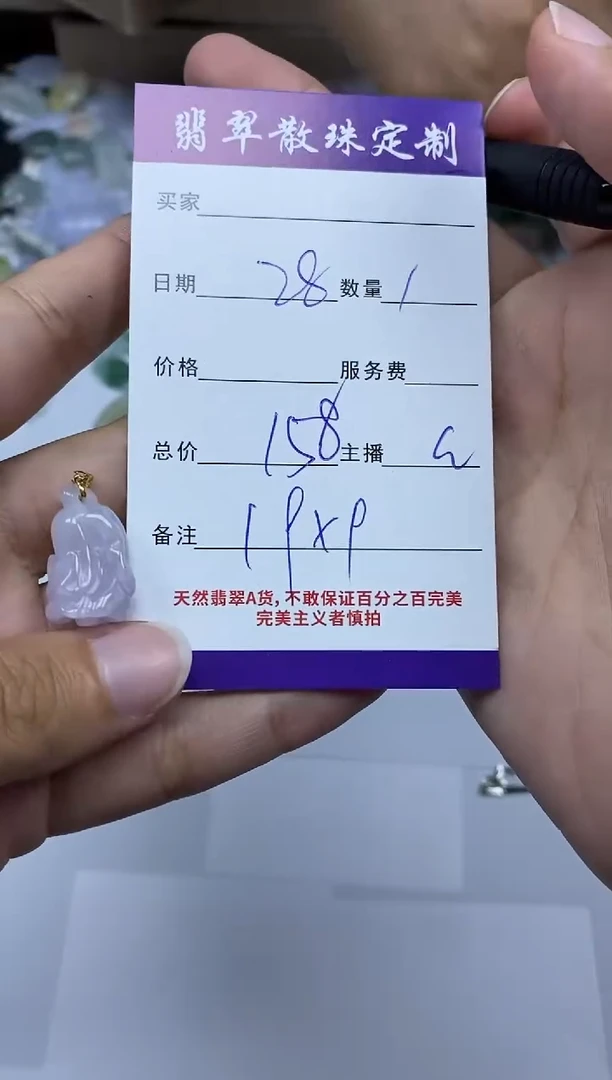 翡翠散珠定制
买家
日期 28 数量 1
价格 服务费
总价 158 主播
备注
天然翡翠A货,不敢保证百分之百完美
完美主义者慎拍